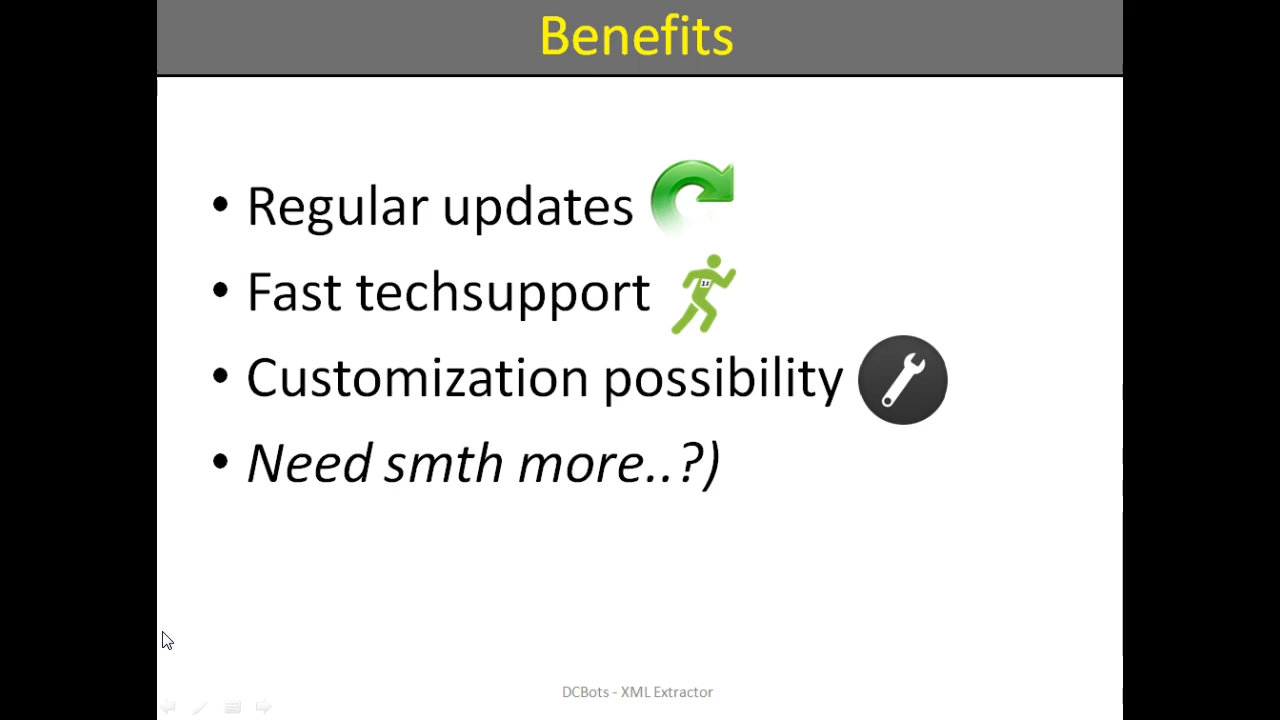 Benefits
• Regular updates
• Fast techsupport
• Customization possibility
• Need smth more..?)
DCBots - XML Extractor